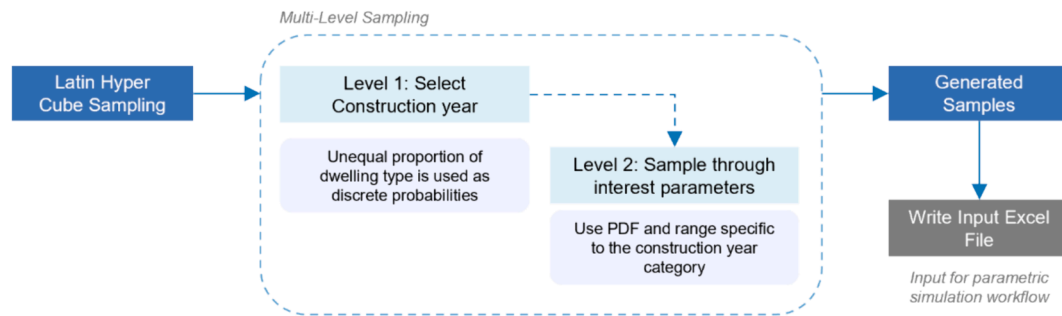 Multi-Level Sampling
Latin Hyper
Cube Sampling
Level 1: Select
Construction year
Unequal proportion of
dwelling type is used as
discrete probabilities
Level 2: Sample through
interest parameters
Use PDF and range specific
to the construction year
category
Generated
Samples
Write Input Excel
File
Input for parametric
simulation workflow